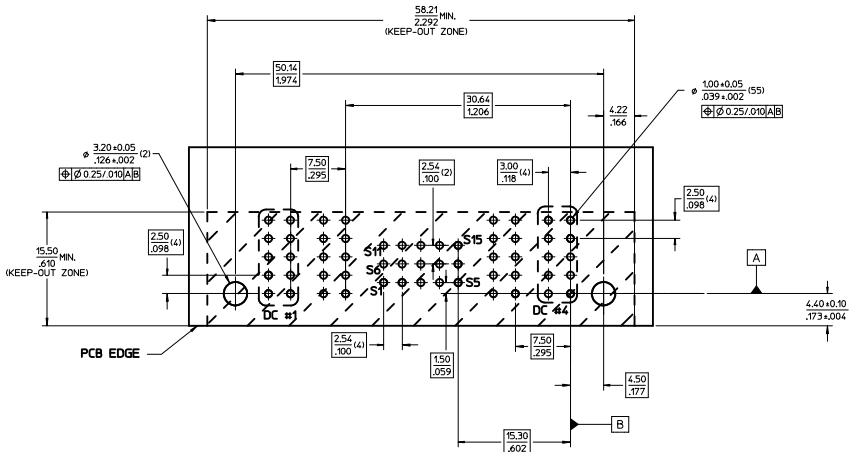 58.21 MIN.
2.292
(KEEP-OUT ZONE)
50.14
1.974
30.64
1.206
4.22
.166
ø 1.00±0.05 (55)
.039±.002
⌖ Ø 0.25/.010 A B
ø 3.20±0.05 (2)
.126±.002
⌖ Ø 0.25/.010 A B
7.50
.295
2.54 (2)
.100
3.00 (4)
.118
2.50 (4)
.098
15.50 MIN.
.610
(KEEP-OUT ZONE)
2.50 (4)
.098
S11
S15
S6
S1
S5
DC #1
DC #4
A
4.40±0.10
.173±.004
PCB EDGE
2.54 (4)
.100
1.50
.059
7.50
.295
4.50
.177
B
15.30
.602